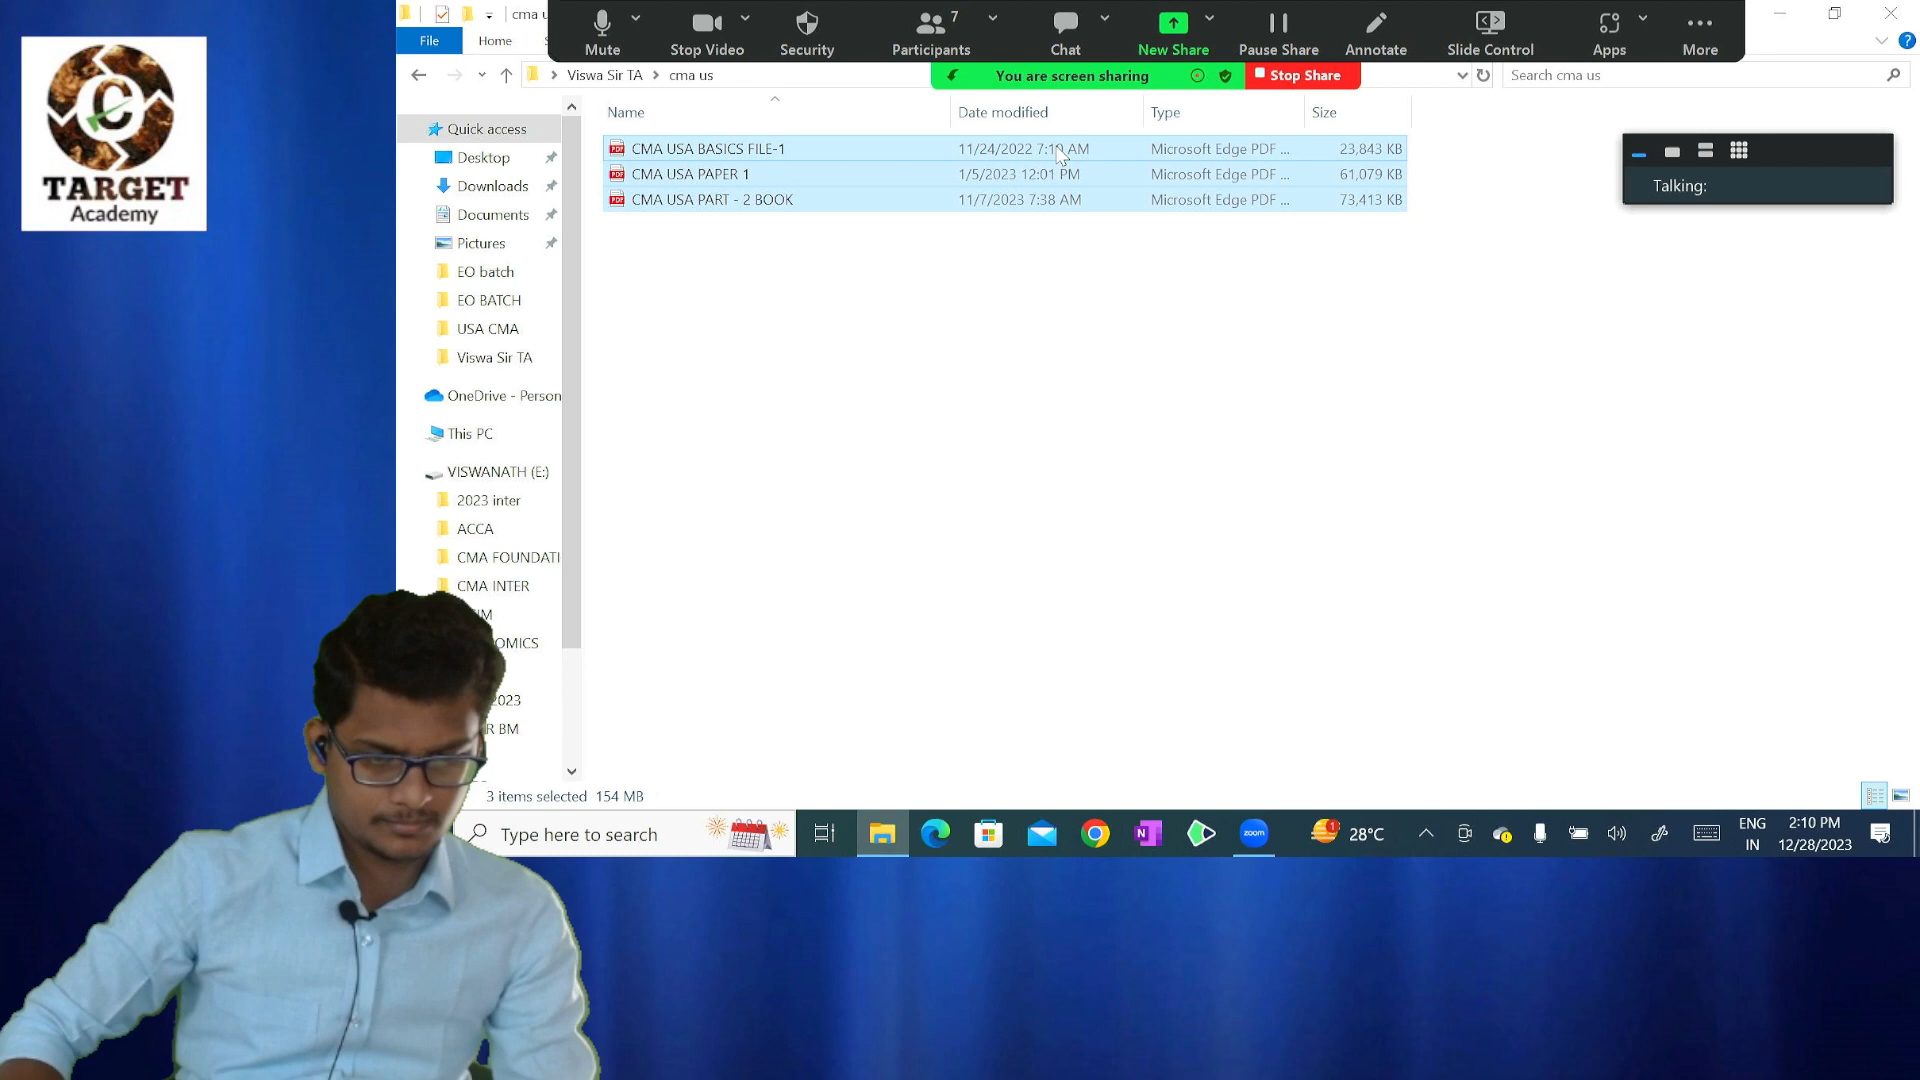 cma u
Mute
Stop Video
Security
Participants
7
Chat
New Share
Pause Share
Annotate
Slide Control
Apps
More
File
Home
Viswa Sir TA
cma us
You are screen sharing
Stop Share
Search cma us
TARGET
Academy
Name
Date modified
Type
Size
CMA USA BASICS FILE-1
11/24/2022 7:10 AM
Microsoft Edge PDF ...
23,843 KB
CMA USA PAPER 1
1/5/2023 12:01 PM
Microsoft Edge PDF ...
61,079 KB
CMA USA PART - 2 BOOK
11/7/2023 7:38 AM
Microsoft Edge PDF ...
73,413 KB
Talking:
Quick access
Desktop
Downloads
Documents
Pictures
EO batch
EO BATCH
USA CMA
Viswa Sir TA
OneDrive - Person
This PC
VISWANATH (E:)
2023 inter
ACCA
CMA FOUNDATI
CMA INTER
OMICS
2023
R BM
3 items selected 154 MB
Type here to search
zoom
28°C
ENG
IN
2:10 PM
12/28/2023